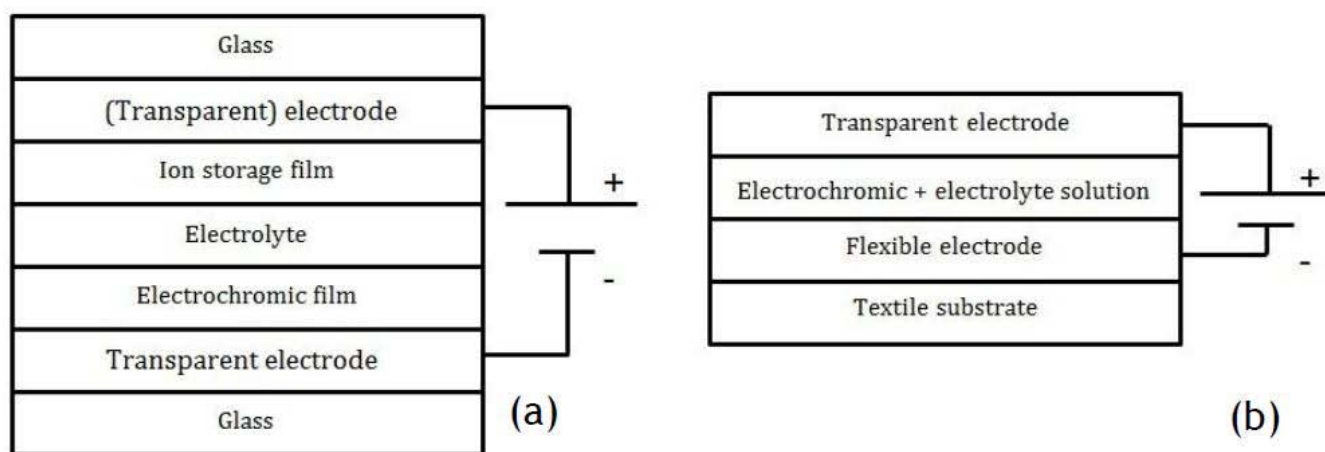 Glass
(Transparent) electrode
Ion storage film
+
Electrolyte
-
Electrochromic film
Transparent electrode
Glass
(a)
Transparent electrode
Electrochromic + electrolyte solution
+
Flexible electrode
-
Textile substrate
(b)